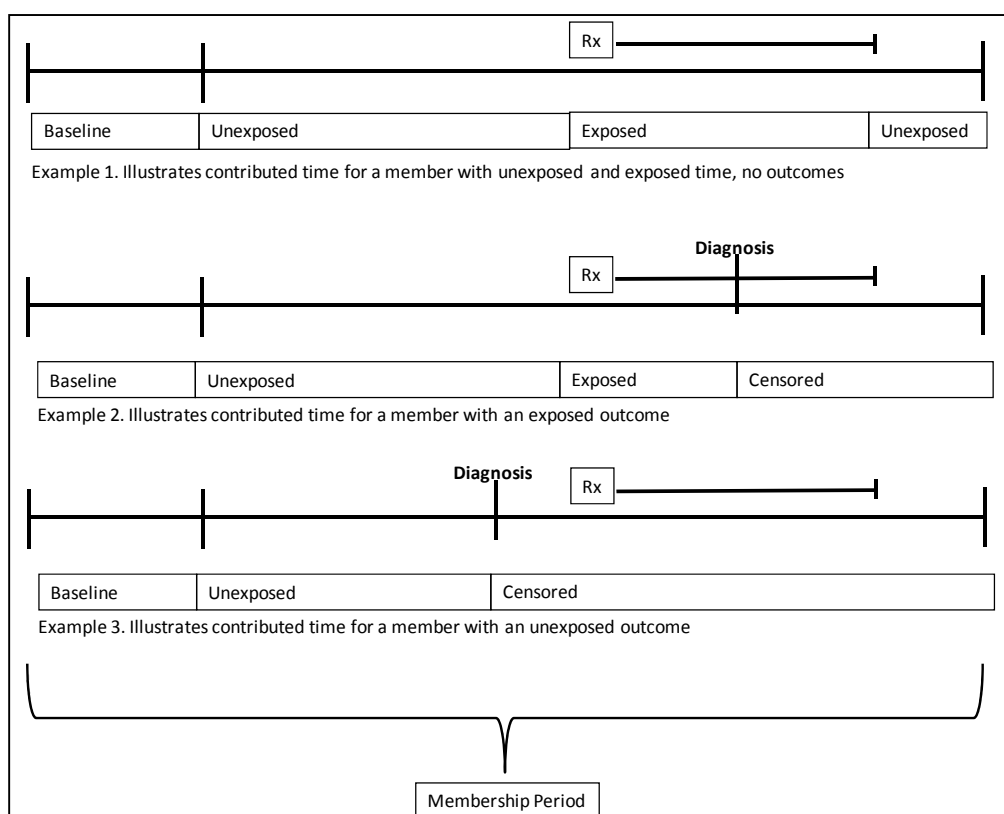 Rx
Baseline Unexposed Exposed Unexposed
Example 1. Illustrates contributed time for a member with unexposed and exposed time, no outcomes
Diagnosis
Rx
Baseline Unexposed Exposed Censored
Example 2. Illustrates contributed time for a member with an exposed outcome
Diagnosis
Rx
Baseline Unexposed Censored
Example 3. Illustrates contributed time for a member with an unexposed outcome
Membership Period